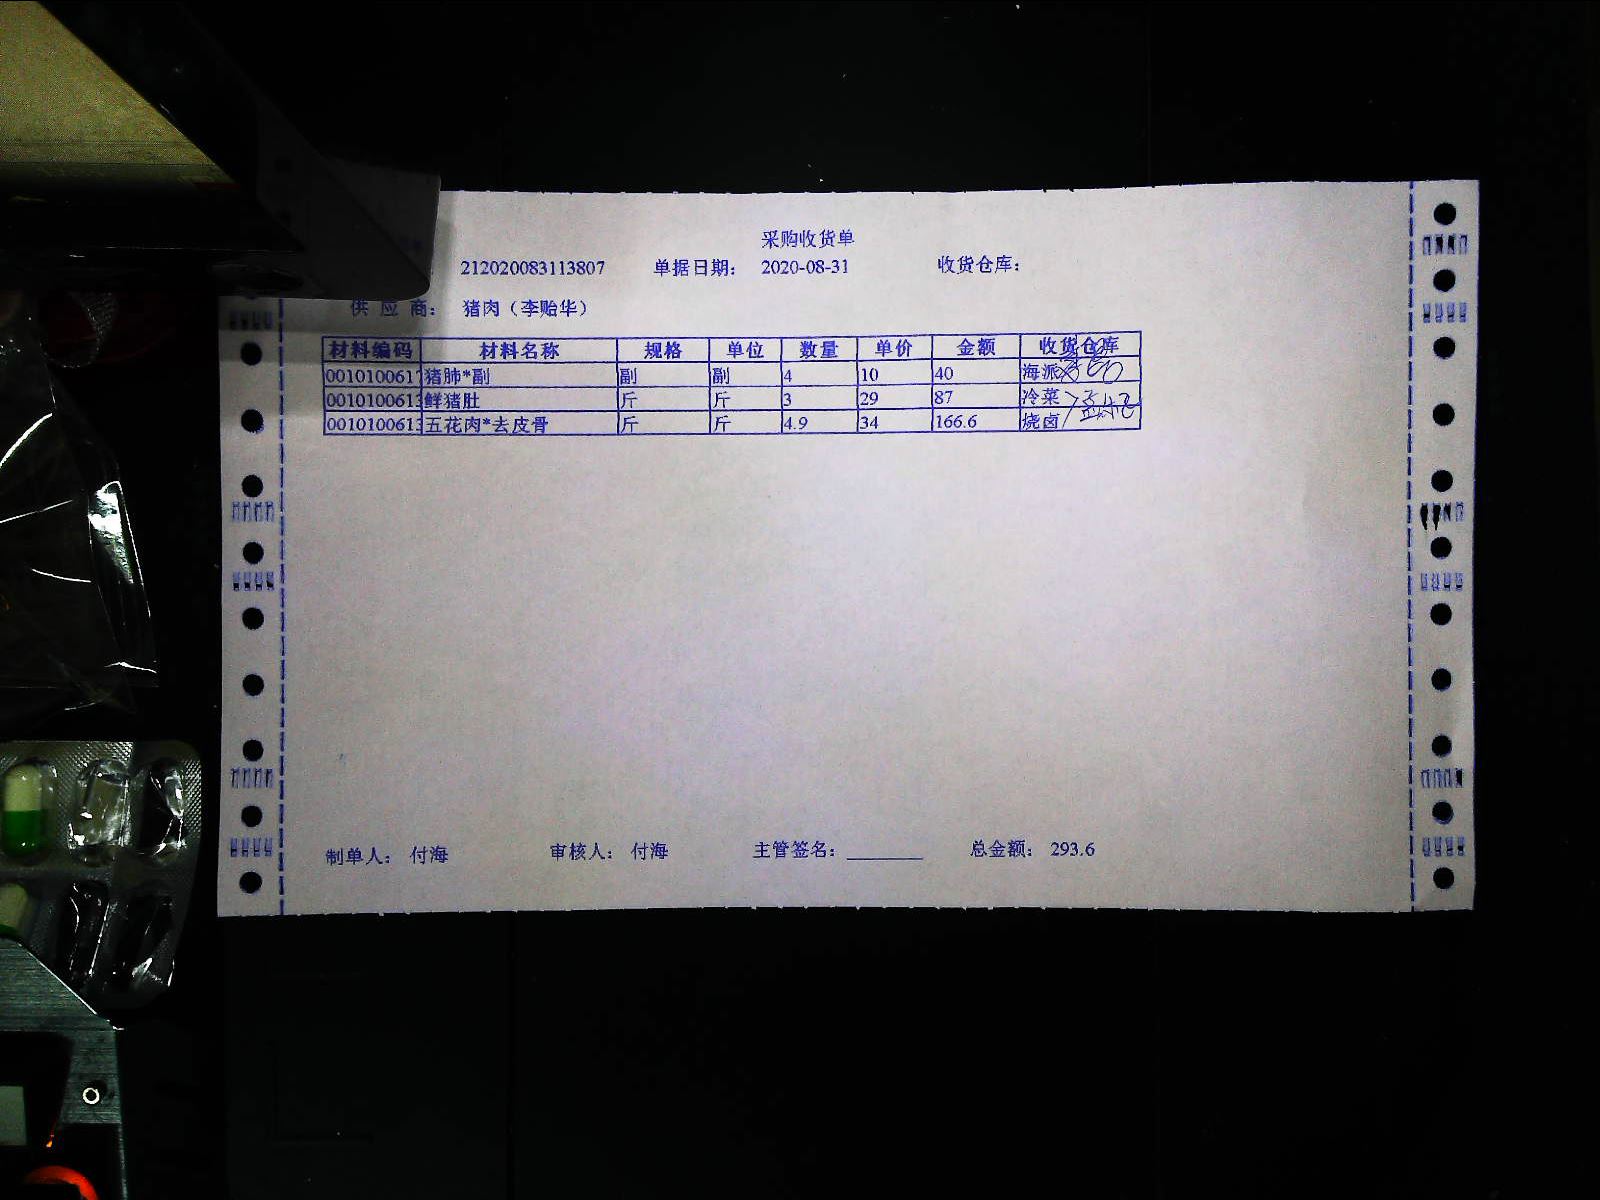 采购收货单
212020083113807 单据日期： 2020-08-31 收货仓库：
供 应 商： 猪肉（李贻华）
材料编码 材料名称 规格 单位 数量 单价 金额 收货仓库
001010061 猪肺*副 副 副 4 10 40 海派
0010100613 鲜猪肚 斤 斤 3 29 87 冷菜
0010100613 五花肉*去皮骨 斤 斤 4.9 34 166.6 烧卤
制单人： 付海 审核人： 付海 主管签名：________ 总金额： 293.6